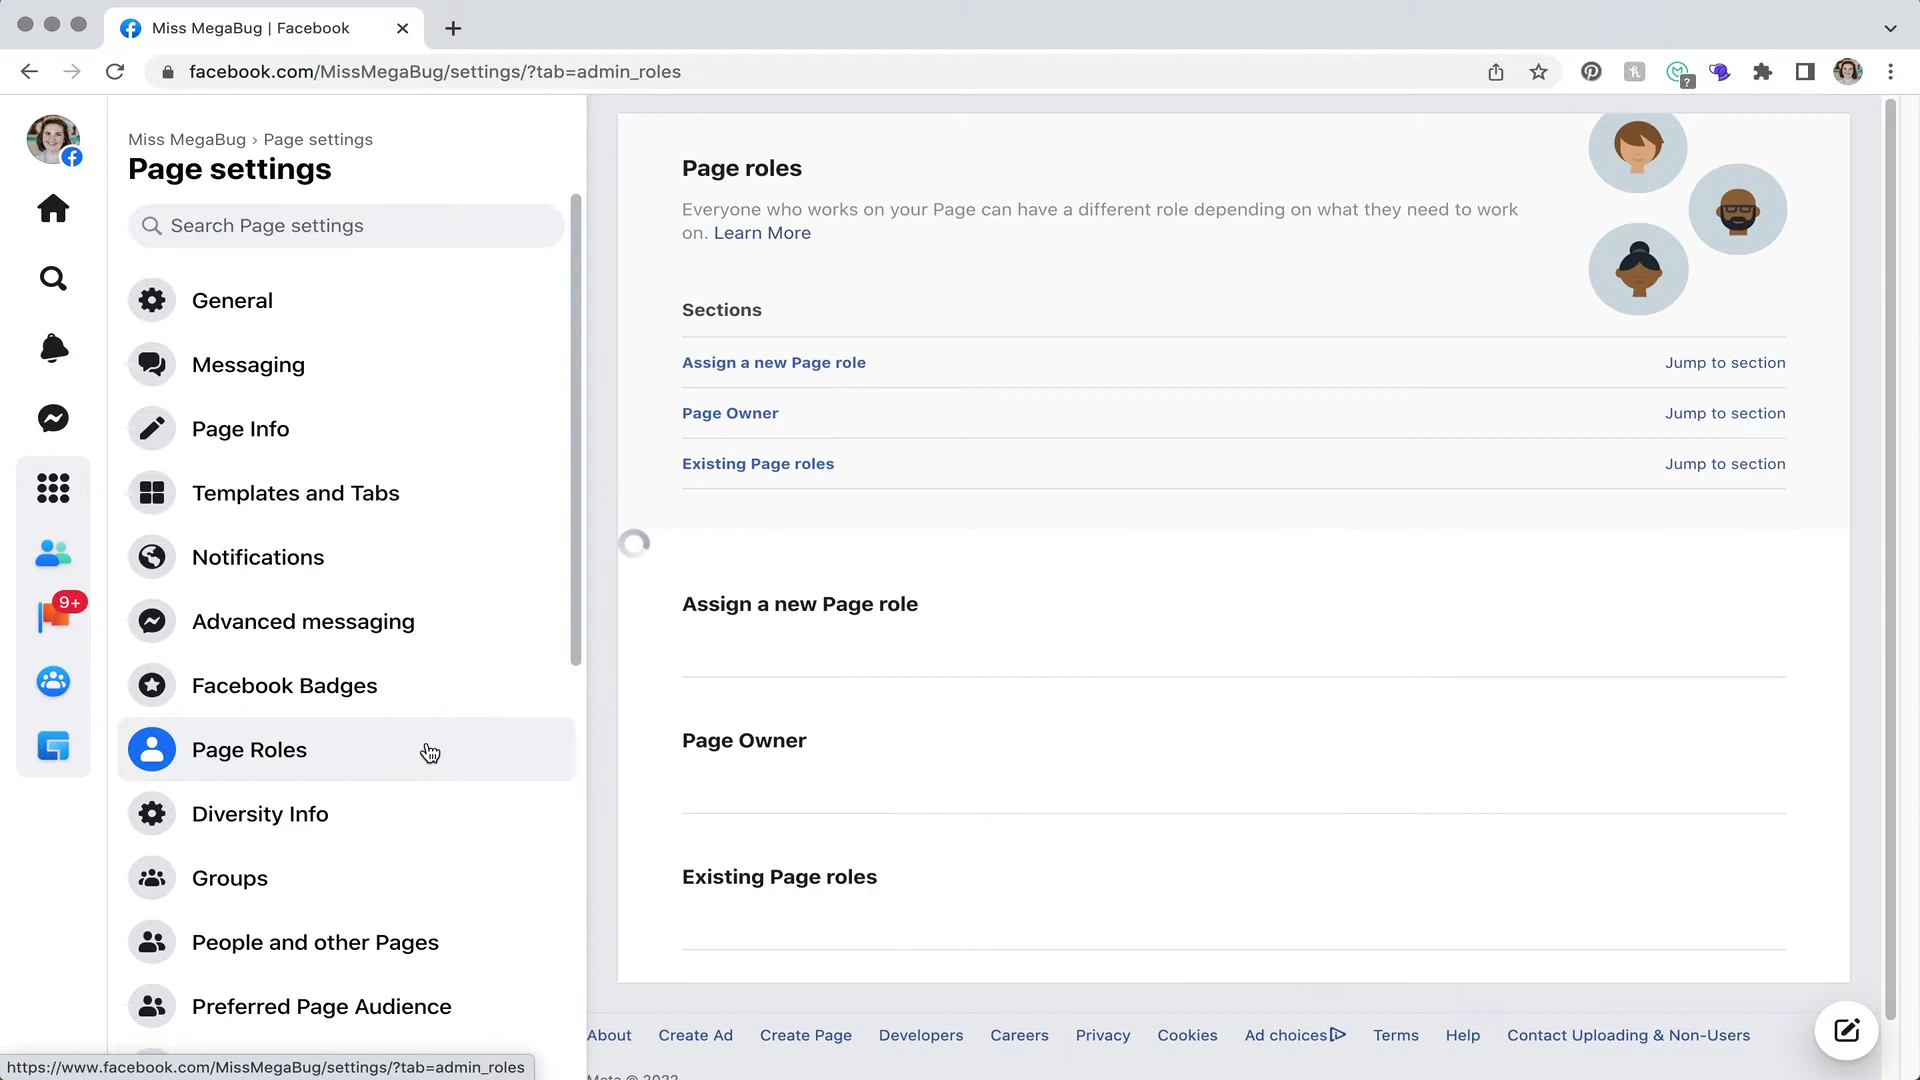 Miss MegaBug | Facebook
facebook.com/MissMegaBug/settings/?tab=admin_roles
?
Miss MegaBug › Page settings
Page settings
Search Page settings
General
Messaging
Page Info
Templates and Tabs
Notifications
Advanced messaging
9+
Facebook Badges
Page Roles
Diversity Info
Groups
People and other Pages
Preferred Page Audience
https://www.facebook.com/MissMegaBug/settings/?tab=admin_roles
Page roles
Everyone who works on your Page can have a different role depending on what they need to work
on. Learn More
Sections
Assign a new Page role Jump to section
Page Owner Jump to section
Existing Page roles Jump to section
Assign a new Page role
Page Owner
Existing Page roles
About Create Ad Create Page Developers Careers Privacy Cookies Ad choices Terms Help Contact Uploading & Non-Users
Meta © 2022